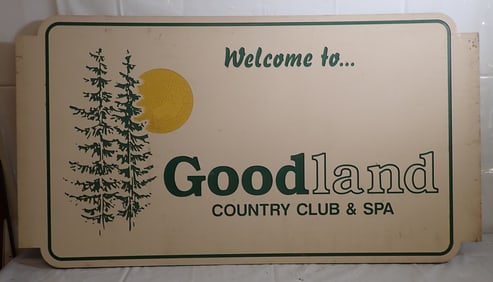 Welcome to...
Goodland
COUNTRY CLUB & SPA